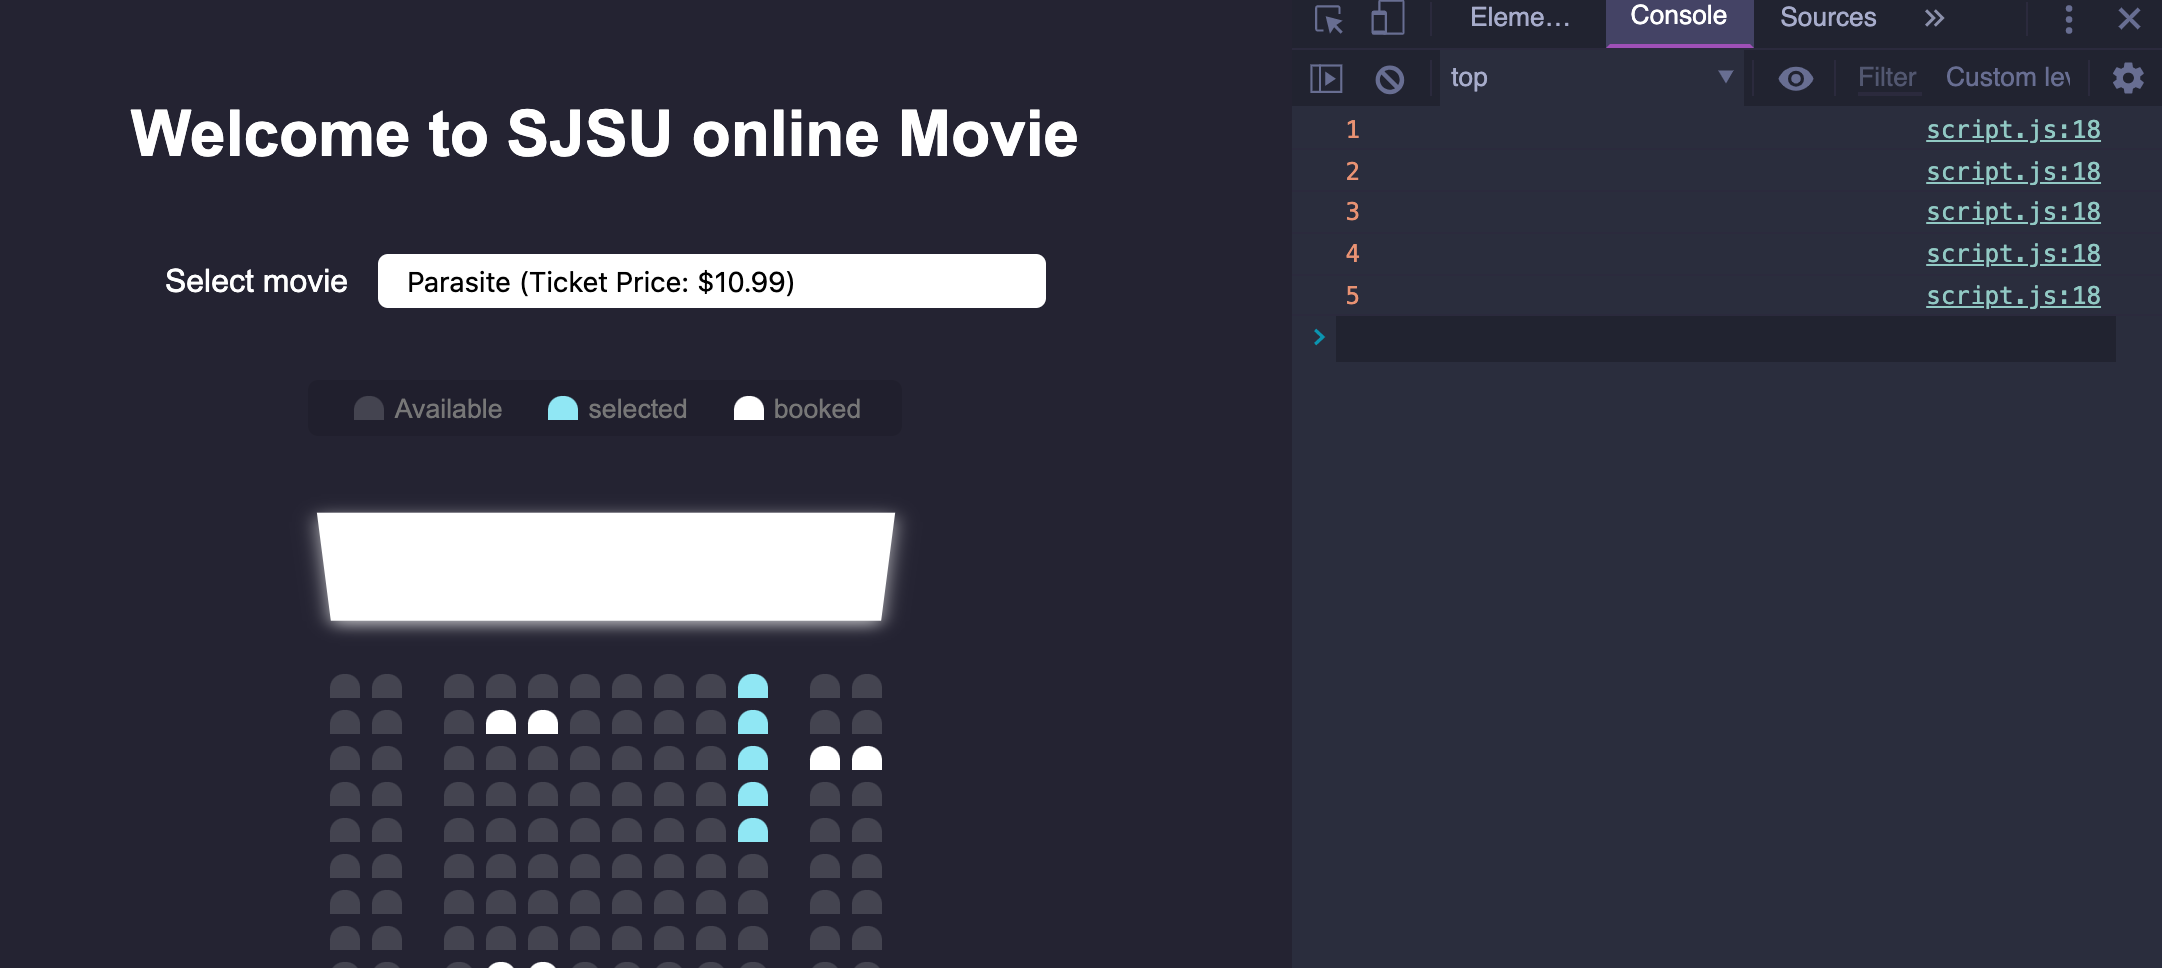 Welcome to SJSU online Movie
Select movie
Parasite (Ticket Price: $10.99)
Available
selected
booked
Eleme…
Console
Sources
top
Filter
Custom lev
1 script.js:18
2 script.js:18
3 script.js:18
4 script.js:18
5 script.js:18